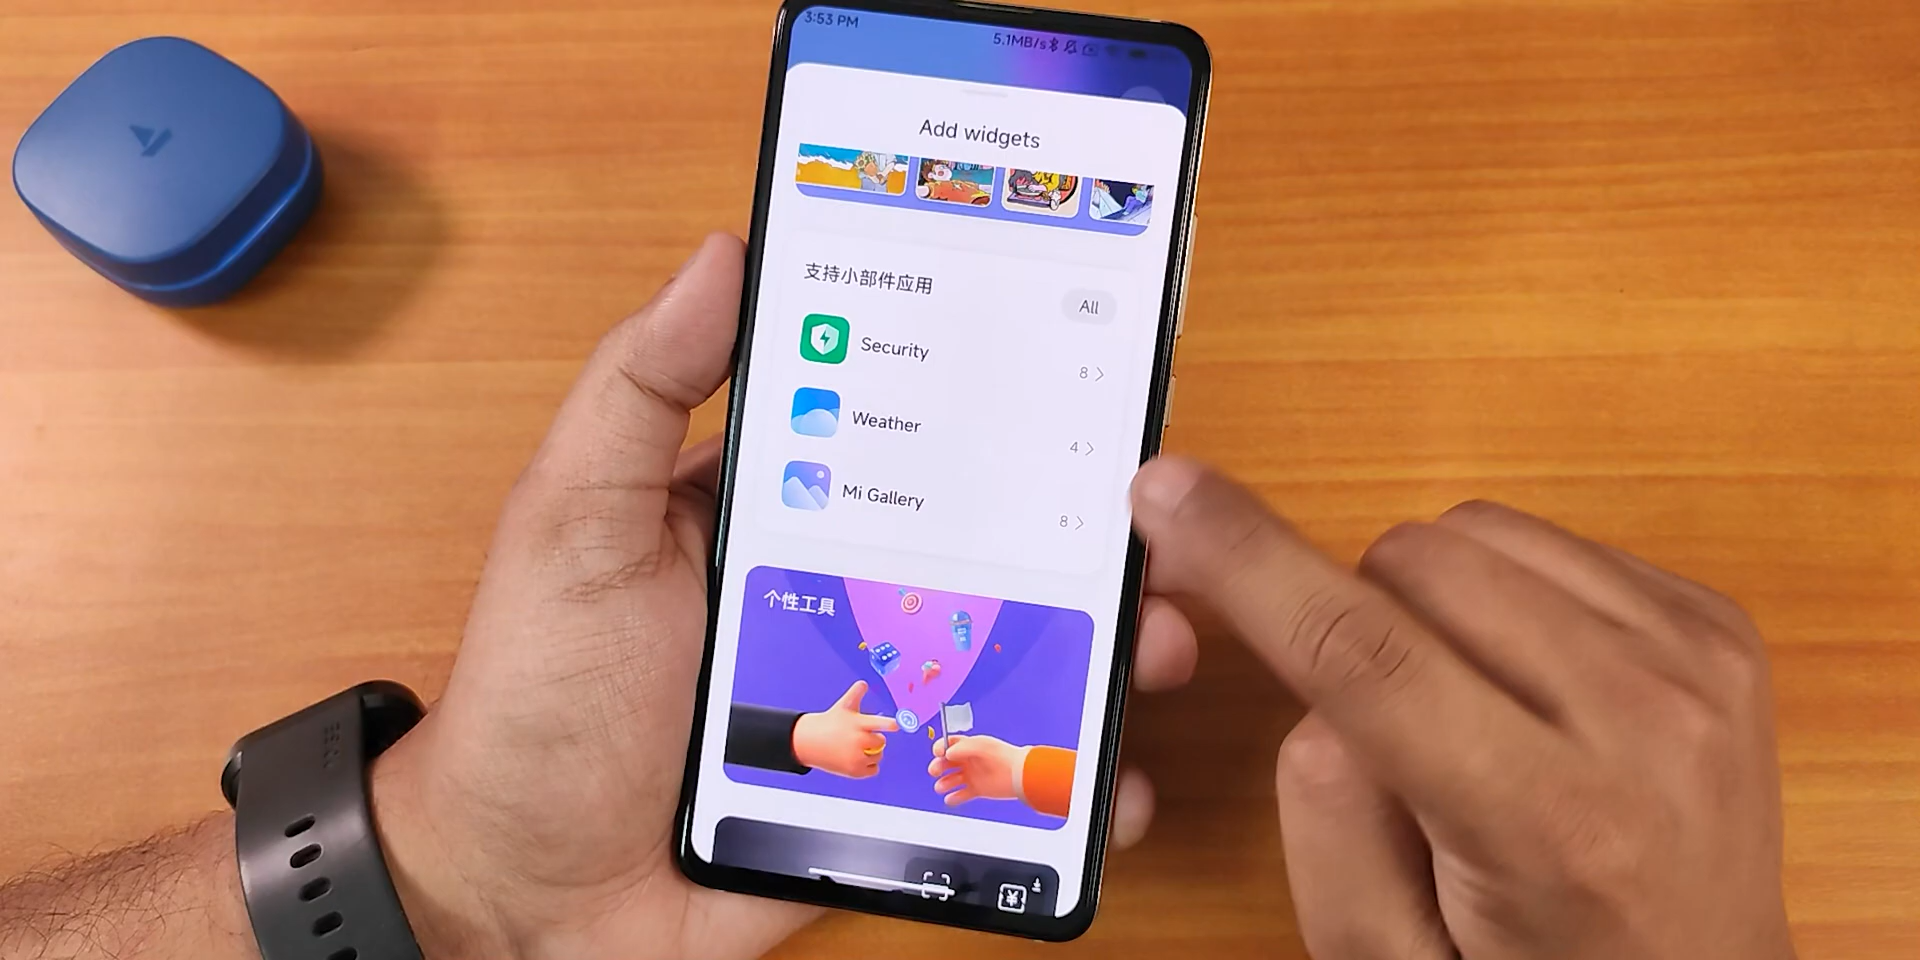 3:53 PM
5.1MB/s
Add widgets
支持小部件应用
All
Security
8
Weather
4
Mi Gallery
8
个性工具